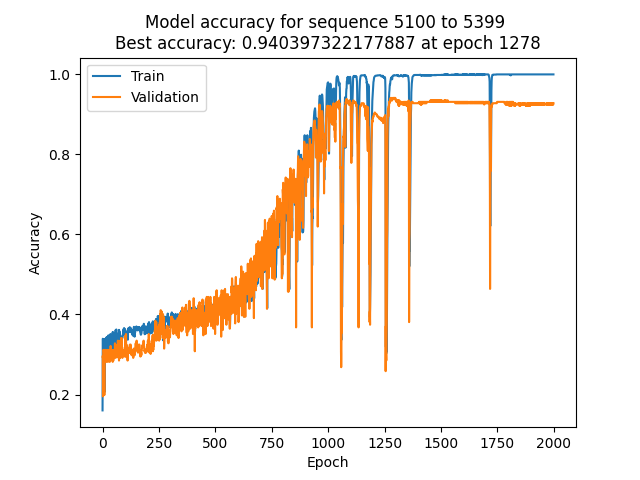 Model accuracy for sequence 5100 to 5399
Best accuracy: 0.940397322177887 at epoch 1278
Train
Validation
Accuracy
1.0
0.8
0.6
0.4
0.2
0 250 500 750 1000 1250 1500 1750 2000
Epoch